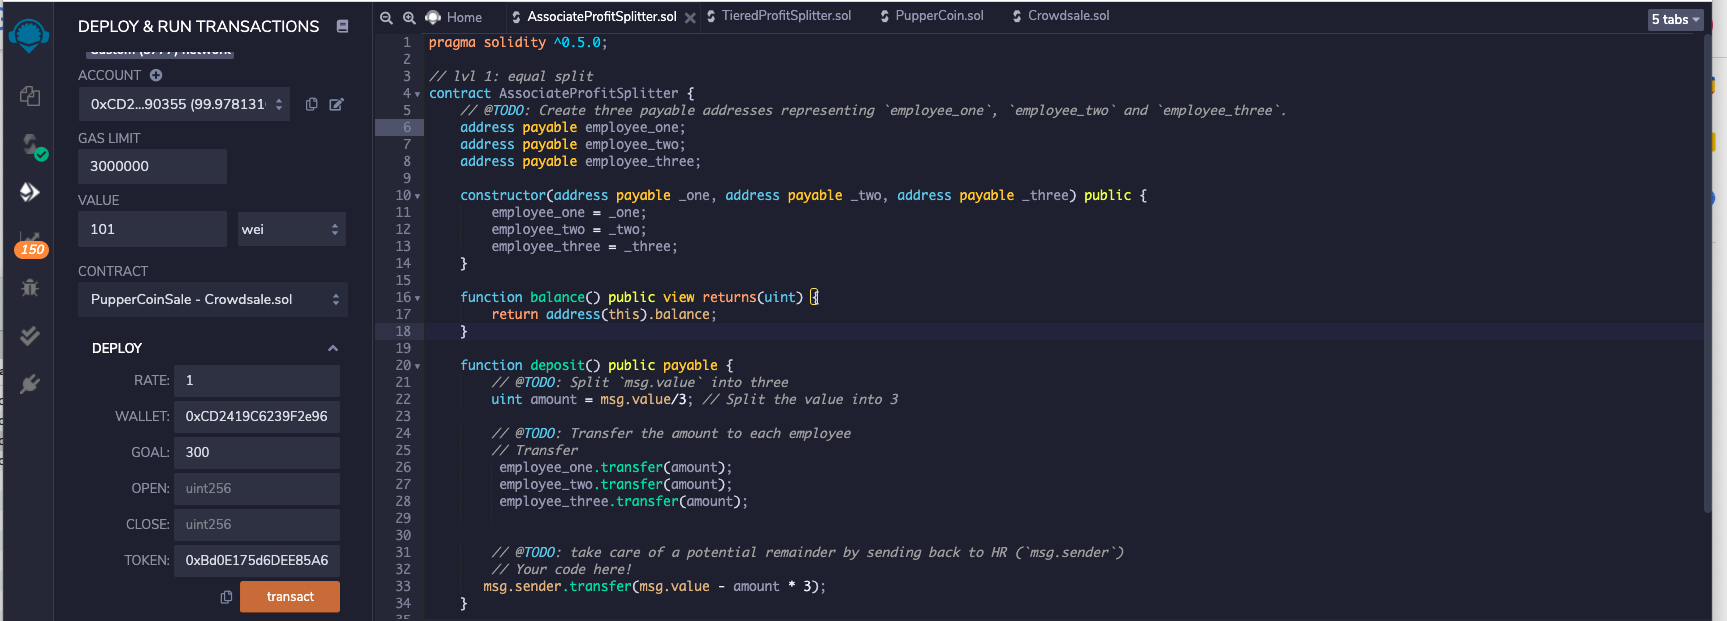 DEPLOY & RUN TRANSACTIONS
ACCOUNT
0xCD2...90355 (99.978131
GAS LIMIT
3000000
VALUE
101
wei
150
CONTRACT
PupperCoinSale - Crowdsale.sol
DEPLOY
RATE: 1
WALLET: 0xCD2419C6239F2e96
GOAL: 300
OPEN: uint256
CLOSE: uint256
TOKEN: 0xBd0E175d6DEE85A6
transact
Home AssociateProfitSplitter.sol TieredProfitSplitter.sol PupperCoin.sol Crowdsale.sol 5 tabs
1 pragma solidity ^0.5.0;
2
3 // lvl 1: equal split
4 contract AssociateProfitSplitter {
5 // @TODO: Create three payable addresses representing `employee_one`, `employee_two` and `employee_three`.
6 address payable employee_one;
7 address payable employee_two;
8 address payable employee_three;
9
10 constructor(address payable _one, address payable _two, address payable _three) public {
11 employee_one = _one;
12 employee_two = _two;
13 employee_three = _three;
14 }
15
16 function balance() public view returns(uint) {
17 return address(this).balance;
18 }
19
20 function deposit() public payable {
21 // @TODO: Split `msg.value` into three
22 uint amount = msg.value/3; // Split the value into 3
23
24 // @TODO: Transfer the amount to each employee
25 // Transfer
26 employee_one.transfer(amount);
27 employee_two.transfer(amount);
28 employee_three.transfer(amount);
29
30
31 // @TODO: take care of a potential remainder by sending back to HR (`msg.sender`)
32 // Your code here!
33 msg.sender.transfer(msg.value - amount * 3);
34 }